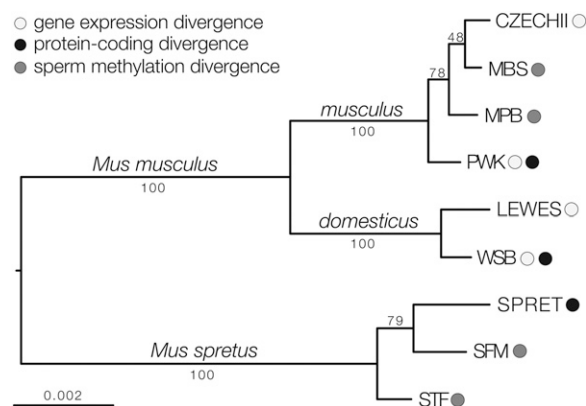 gene expression divergence
protein-coding divergence
sperm methylation divergence
CZECHII
48
MBS
78
MPB
musculus
100
PWK
Mus musculus
100
LEWES
domesticus
100
WSB
SPRET
79
SFM
Mus spretus
100
STF
0.002